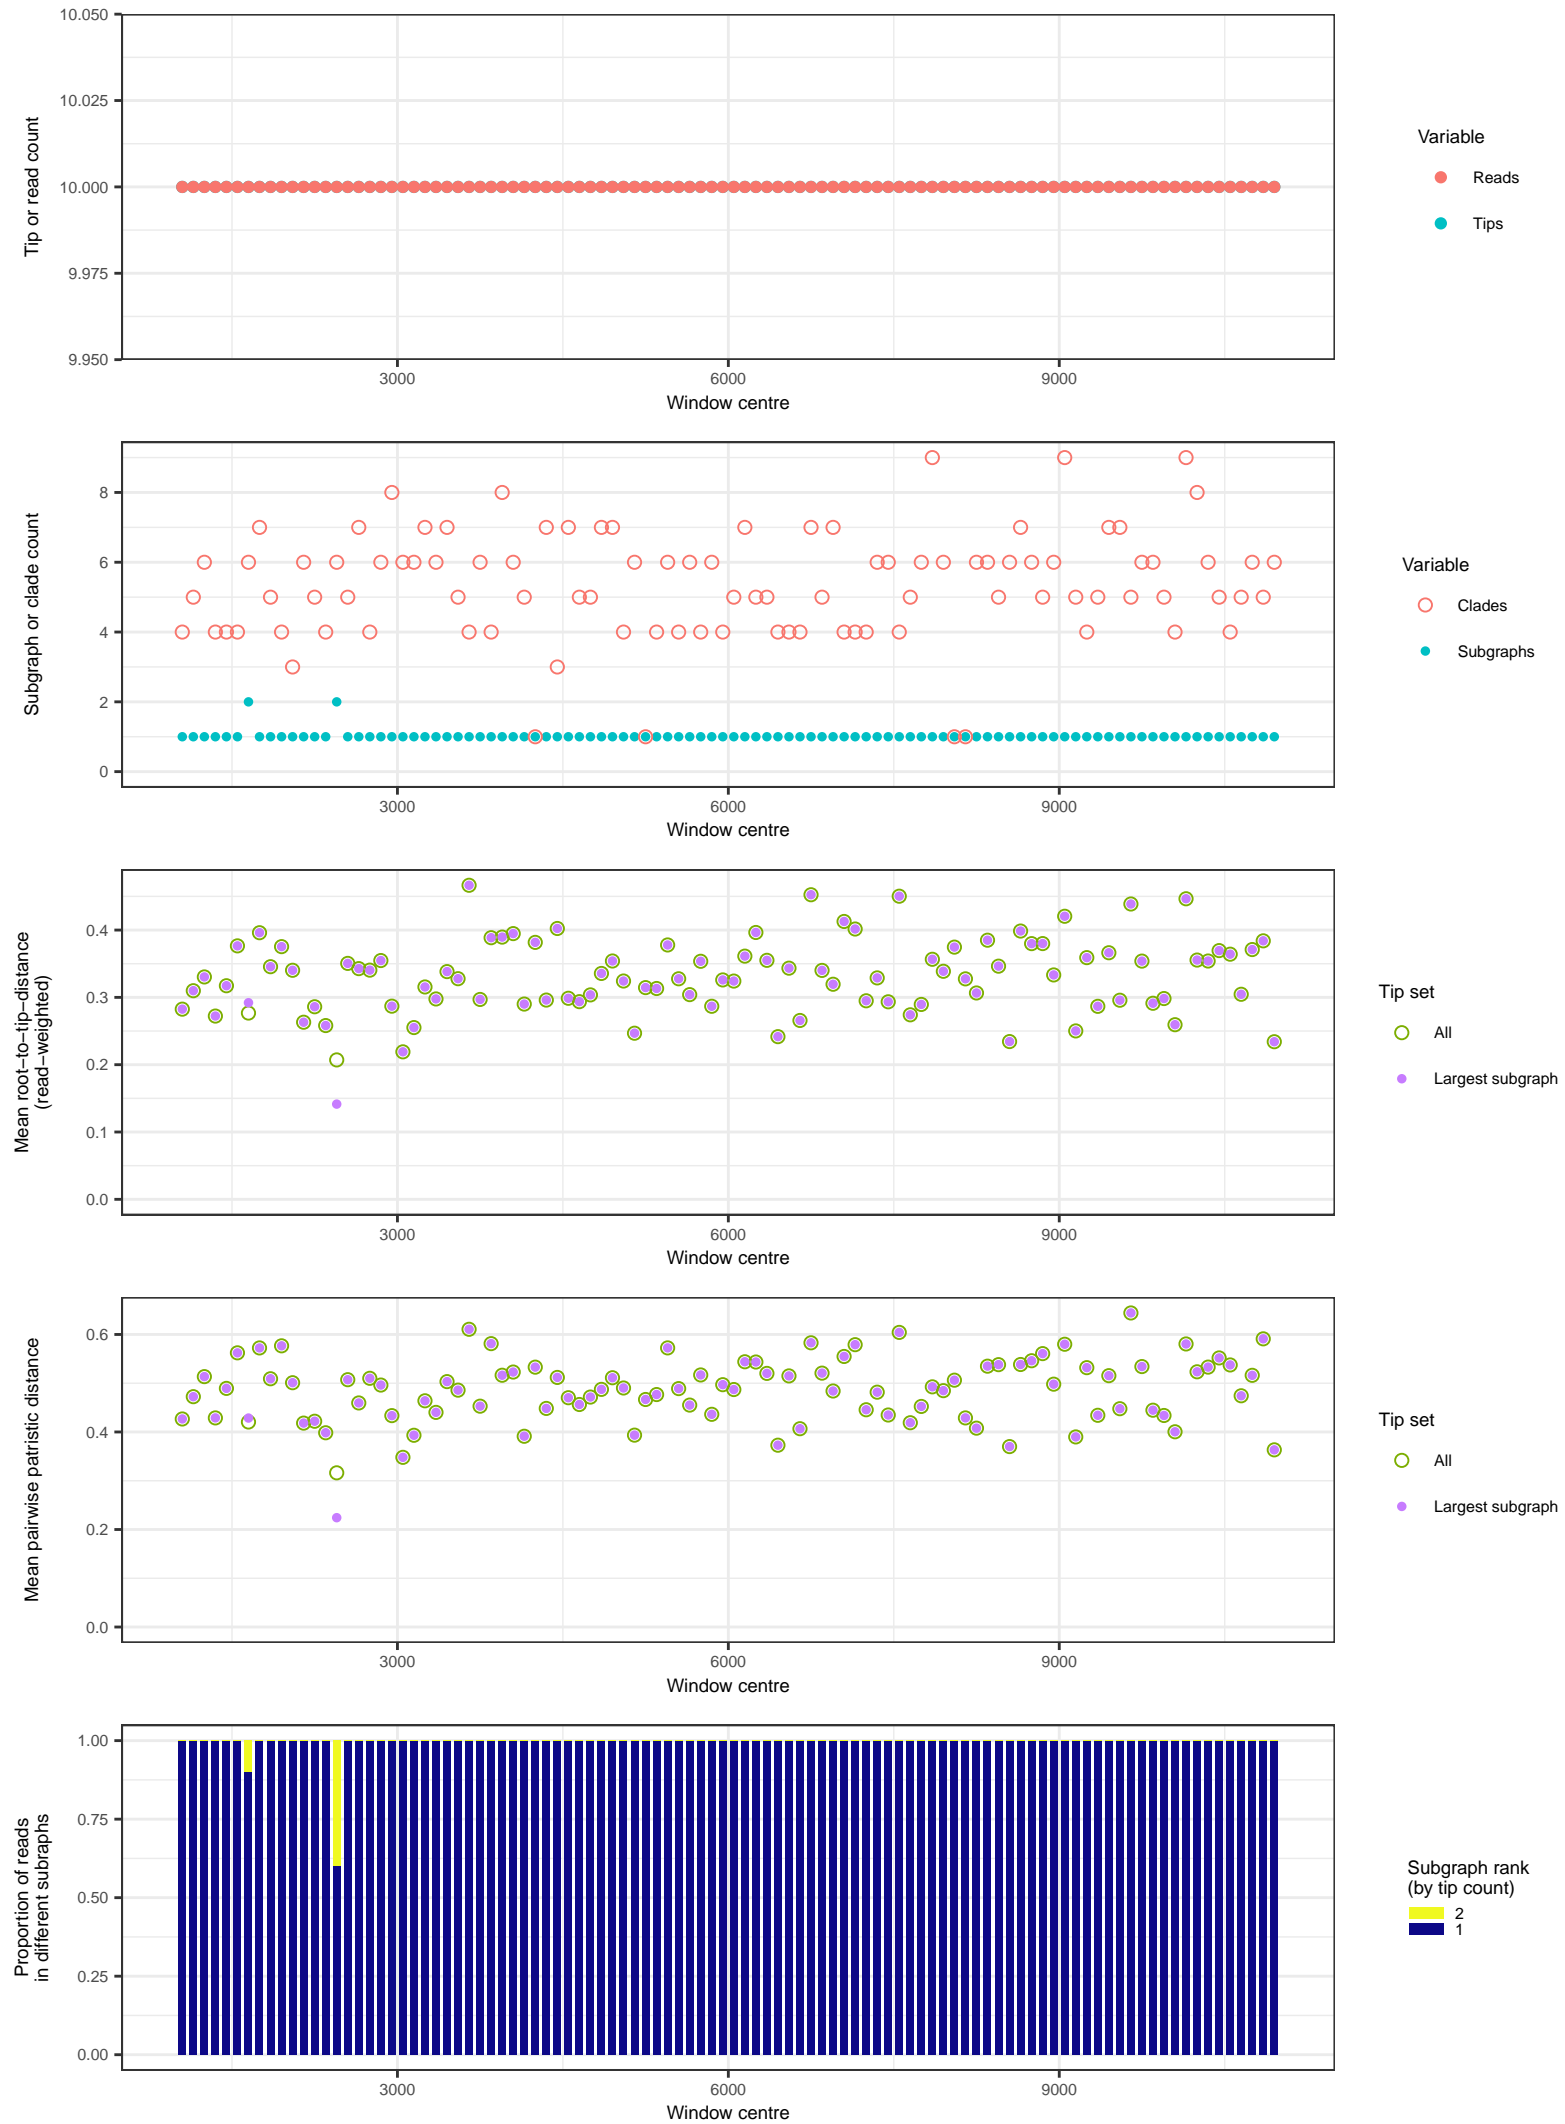 10.050
10.025
10.000
9.975
9.950
Tip or read count
3000
6000
9000
Window centre
Variable
Reads
Tips
8
6
4
2
0
Subgraph or clade count
3000
6000
9000
Window centre
Variable
Clades
Subgraphs
0.4
0.3
0.2
0.1
0.0
Mean root−to−tip−distance
(read−weighted)
3000
6000
9000
Window centre
Tip set
All
Largest subgraph
0.6
0.4
0.2
0.0
Mean pairwise patristic distance
3000
6000
9000
Window centre
Tip set
All
Largest subgraph
1.00
0.75
0.50
0.25
0.00
Proportion of reads
in different subraphs
3000
6000
9000
Window centre
Subgraph rank
(by tip count)
2
1